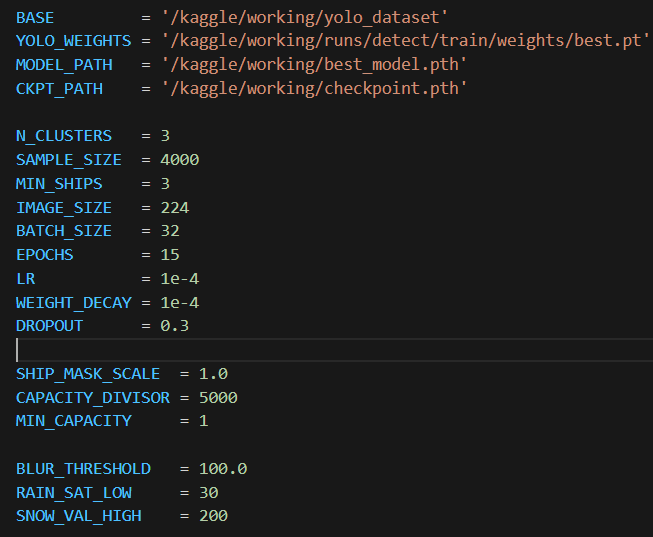 BASE         = '/kaggle/working/yolo_dataset'
YOLO_WEIGHTS = '/kaggle/working/runs/detect/train/weights/best.pt'
MODEL_PATH   = '/kaggle/working/best_model.pth'
CKPT_PATH    = '/kaggle/working/checkpoint.pth'
N_CLUSTERS   = 3
SAMPLE_SIZE  = 4000
MIN_SHIPS    = 3
IMAGE_SIZE   = 224
BATCH_SIZE   = 32
EPOCHS       = 15
LR           = 1e-4
WEIGHT_DECAY = 1e-4
DROPOUT      = 0.3
SHIP_MASK_SCALE  = 1.0
CAPACITY_DIVISOR = 5000
MIN_CAPACITY     = 1
BLUR_THRESHOLD   = 100.0
RAIN_SAT_LOW     = 30
SNOW_VAL_HIGH    = 200